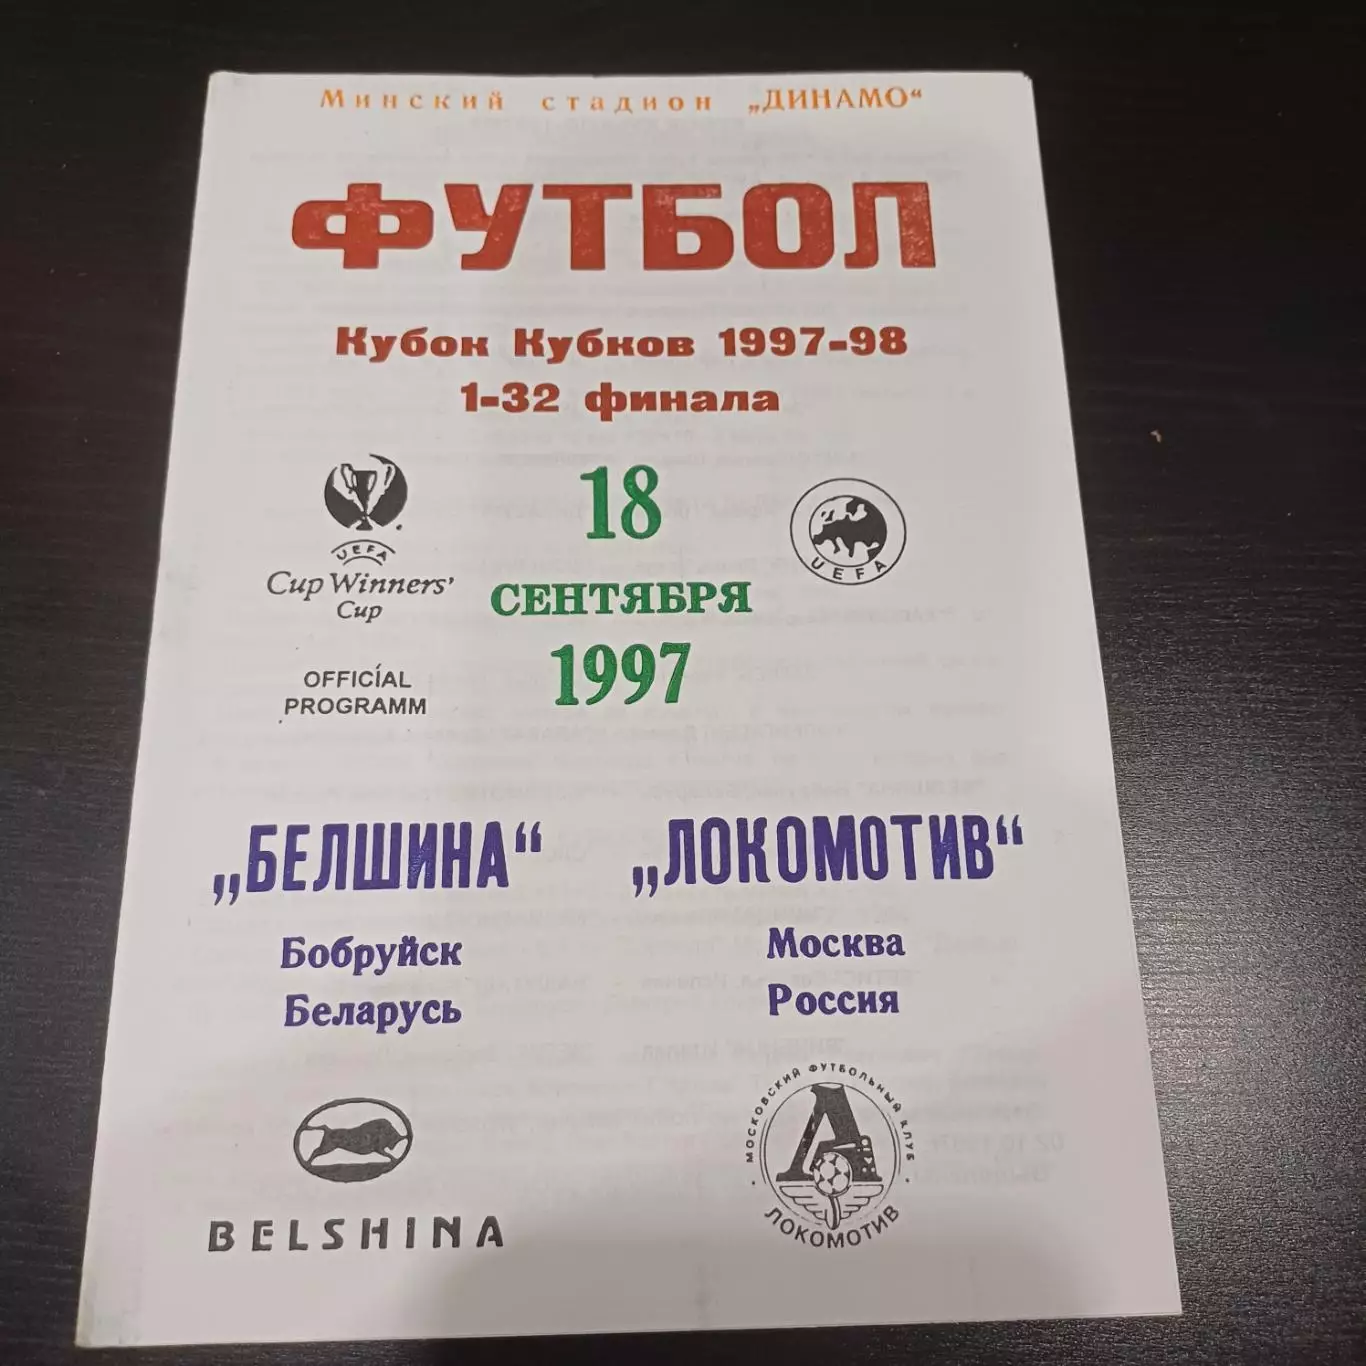 Минский стадион „ДИНАМО“
ФУТБОЛ
Кубок Кубков 1997-98
1-32 финала
UEFA
Cup Winners'
Cup
OFFICÍAL
PROGRAMM
18
СЕНТЯБРЯ
1997
UEFA
„БЕЛШИНА“
Бобруйск
Беларусь
„ЛОКОМОТИВ“
Москва
Россия
BELSHINA
МОСКОВСКИЙ ФУТБОЛЬНЫЙ КЛУБ
ЛОКОМОТИВ